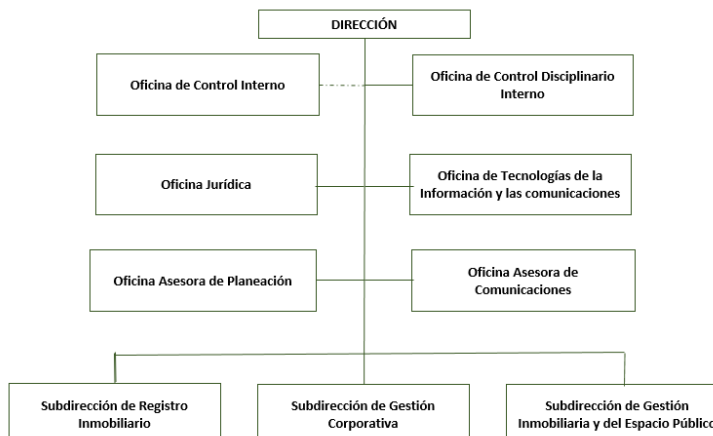 DIRECCIÓN
Oficina de Control Interno
Oficina de Control Disciplinario
Interno
Oficina Jurídica
Oficina de Tecnologías de la
Información y las comunicaciones
Oficina Asesora de Planeación
Oficina Asesora de
Comunicaciones
Subdirección de Registro
Inmobiliario
Subdirección de Gestión
Corporativa
Subdirección de Gestión
Inmobiliaria y del Espacio Público